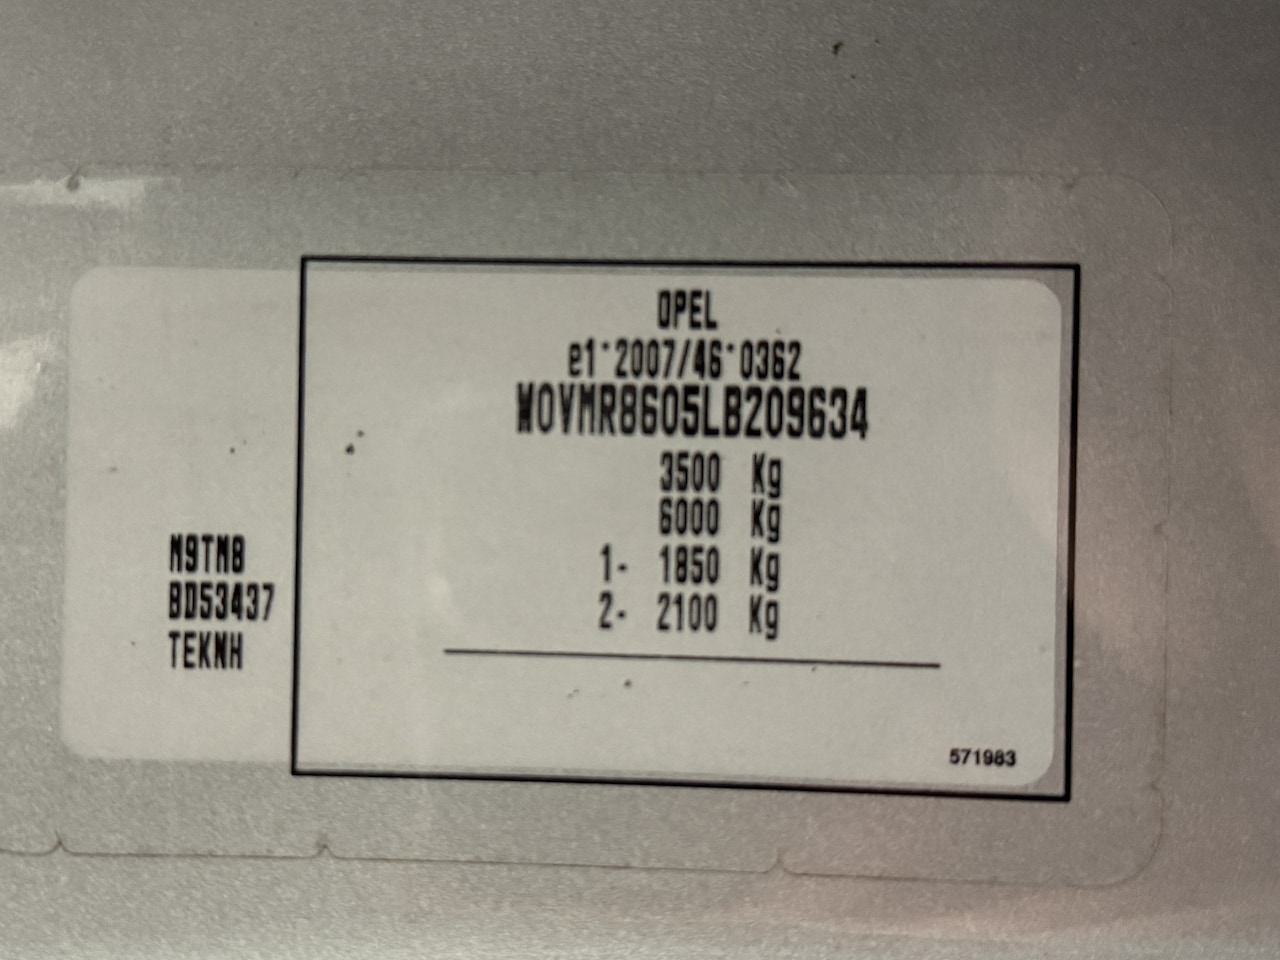 OPEL
e1*2007/46*0362
W0VMR8605LB209634
3500 Kg
6000 Kg
1- 1850 Kg
2- 2100 Kg
M9TM8
BD53437
TEKNH
571983